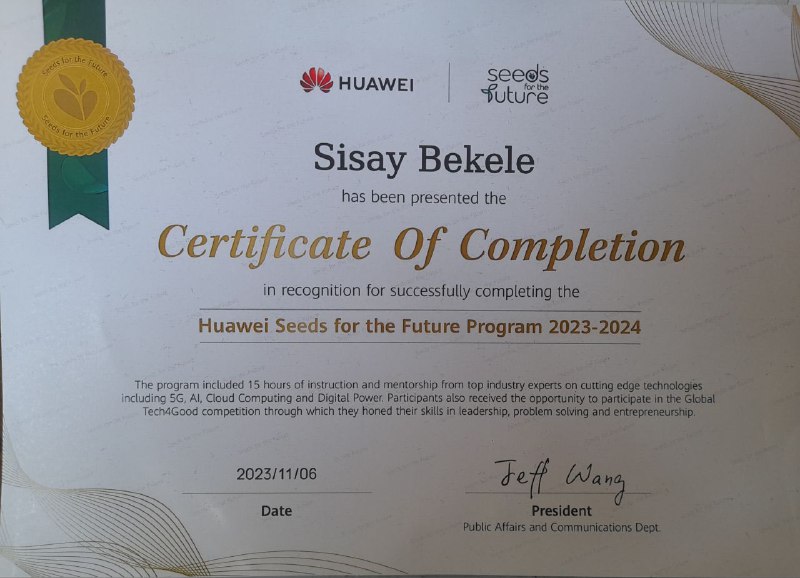 Seeds for the Future
Seeds for the Future
HUAWEI
seeds
for the
future
Sisay Bekele
has been presented the
Certificate Of Completion
in recognition for successfully completing the
Huawei Seeds for the Future Program 2023-2024
The program included 15 hours of instruction and mentorship from top industry experts on cutting edge technologies
including 5G, AI, Cloud Computing and Digital Power. Participants also received the opportunity to participate in the Global
Tech4Good competition through which they honed their skills in leadership, problem solving and entrepreneurship.
2023/11/06
Date
Jeff Wang
President
Public Affairs and Communications Dept.